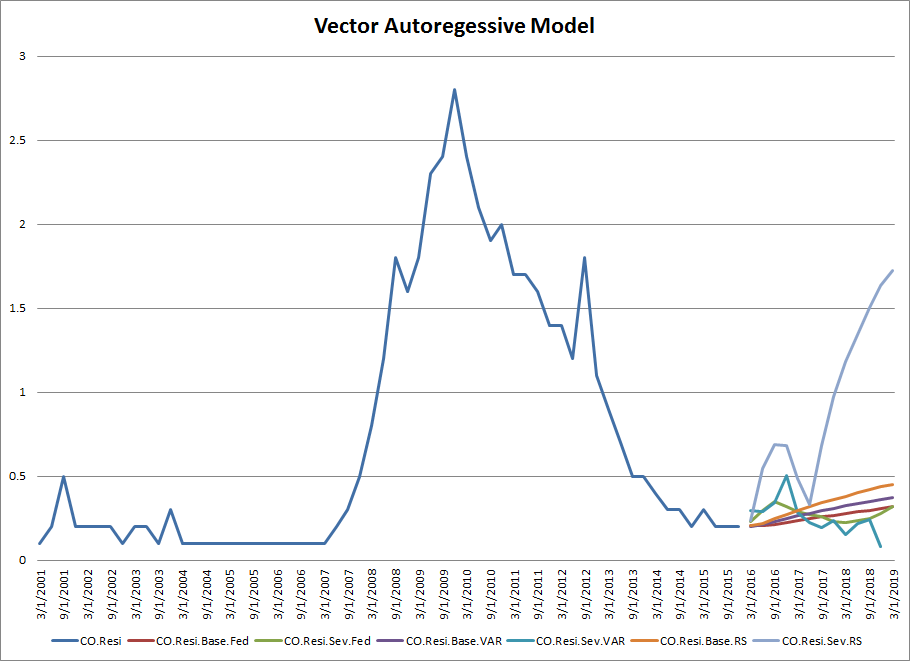 Vector Autoregessive Model
3
2.5
2
1.5
1
0.5
0
3/1/2001 9/1/2001 3/1/2002 9/1/2002 3/1/2003 9/1/2003 3/1/2004 9/1/2004 3/1/2005 9/1/2005 3/1/2006 9/1/2006 3/1/2007 9/1/2007 3/1/2008 9/1/2008 3/1/2009 9/1/2009 3/1/2010 9/1/2010 3/1/2011 9/1/2011 3/1/2012 9/1/2012 3/1/2013 9/1/2013 3/1/2014 9/1/2014 3/1/2015 9/1/2015 3/1/2016 9/1/2016 3/1/2017 9/1/2017 3/1/2018 9/1/2018 3/1/2019
CO.Resi CO.Resi.Base.Fed CO.Resi.Sev.Fed CO.Resi.Base.VAR CO.Resi.Sev.VAR CO.Resi.Base.RS CO.Resi.Sev.RS